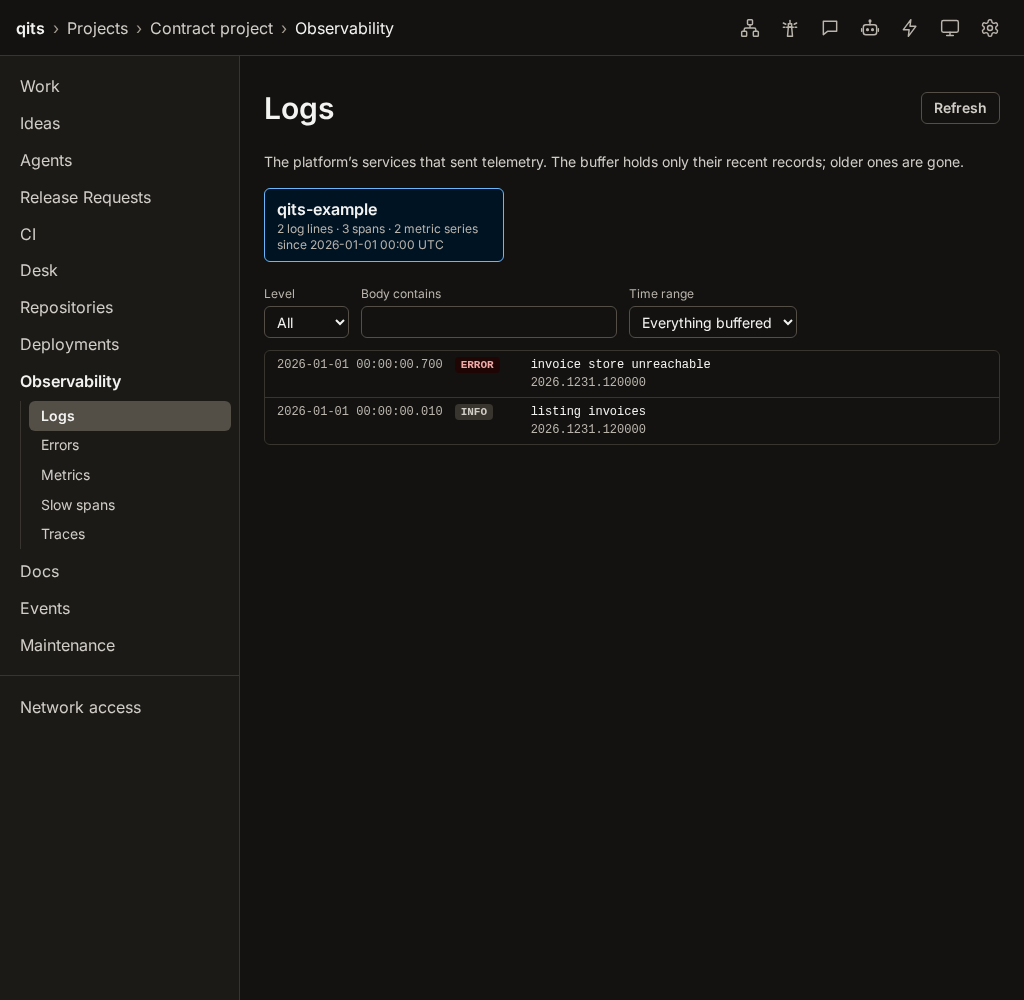 qits › Projects › Contract project › Observability
Work
Ideas
Agents
Release Requests
CI
Desk
Repositories
Deployments
Observability
Logs
Errors
Metrics
Slow spans
Traces
Docs
Events
Maintenance
Network access
Logs
Refresh
The platform's services that sent telemetry. The buffer holds only their recent records; older ones are gone.
qits-example
2 log lines · 3 spans · 2 metric series
since 2026-01-01 00:00 UTC
Level Body contains Time range
All Everything buffered
2026-01-01 00:00:00.700 ERROR invoice store unreachable
2026.1231.120000
2026-01-01 00:00:00.010 INFO listing invoices
2026.1231.120000